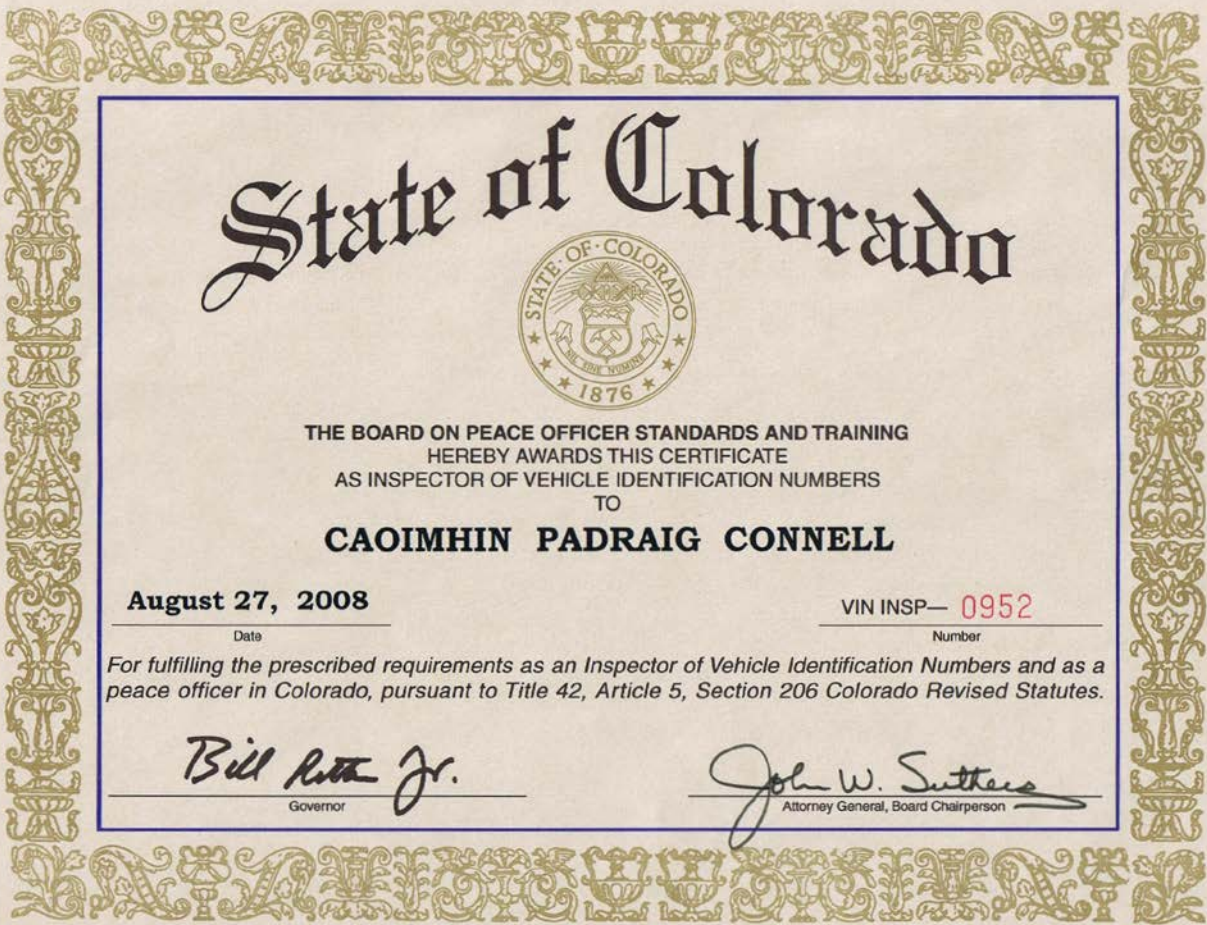 State of Colorado
STATE·OF·COLORADO
NIL SINE NUMINE
1876
THE BOARD ON PEACE OFFICER STANDARDS AND TRAINING
HEREBY AWARDS THIS CERTIFICATE
AS INSPECTOR OF VEHICLE IDENTIFICATION NUMBERS
TO
CAOIMHIN PADRAIG CONNELL
August 27, 2008
Date
VIN INSP— 0952
Number
For fulfilling the prescribed requirements as an Inspector of Vehicle Identification Numbers and as a
peace officer in Colorado, pursuant to Title 42, Article 5, Section 206 Colorado Revised Statutes.
Bill Ritter Jr.
Governor
John W. Suthers
Attorney General, Board Chairperson